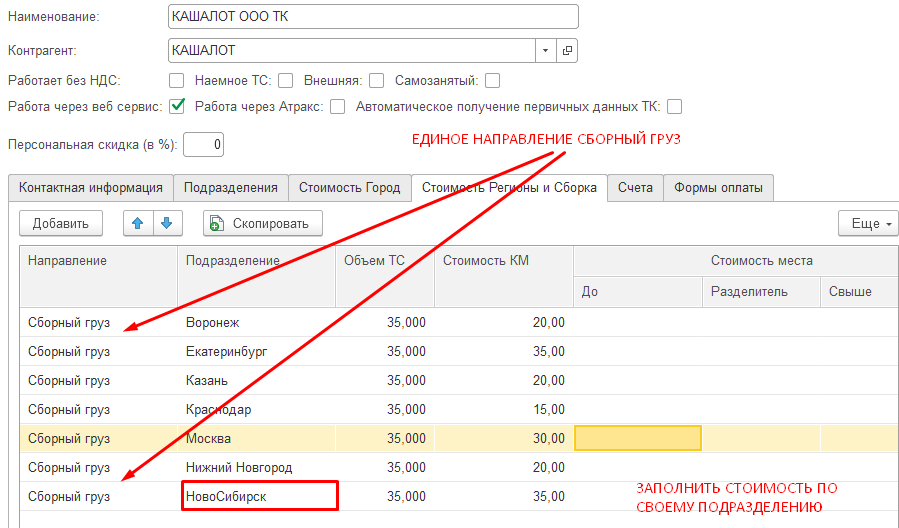 Наименование: КАШАЛОТ ООО ТК
Контрагент: КАШАЛОТ
Работает без НДС: Наемное ТС: Внешняя: Самозанятый:
Работа через веб сервис: Работа через Атракс: Автоматическое получение первичных данных ТК:
Персональная скидка (в %): 0
ЕДИНОЕ НАПРАВЛЕНИЕ СБОРНЫЙ ГРУЗ
Контактная информация Подразделения Стоимость Город Стоимость Регионы и Сборка Счета Формы оплаты
Добавить Скопировать Еще
Направление Подразделение Объем ТС Стоимость КМ Стоимость места
До Разделитель Свыше
Сборный груз Воронеж 35,000 20,00
Сборный груз Екатеринбург 35,000 35,00
Сборный груз Казань 35,000 20,00
Сборный груз Краснодар 35,000 15,00
Сборный груз Москва 35,000 30,00
Сборный груз Нижний Новгород 35,000 20,00
Сборный груз НовоСибирск 35,000 35,00
ЗАПОЛНИТЬ СТОИМОСТЬ ПО
СВОЕМУ ПОДРАЗДЕЛЕНИЮ